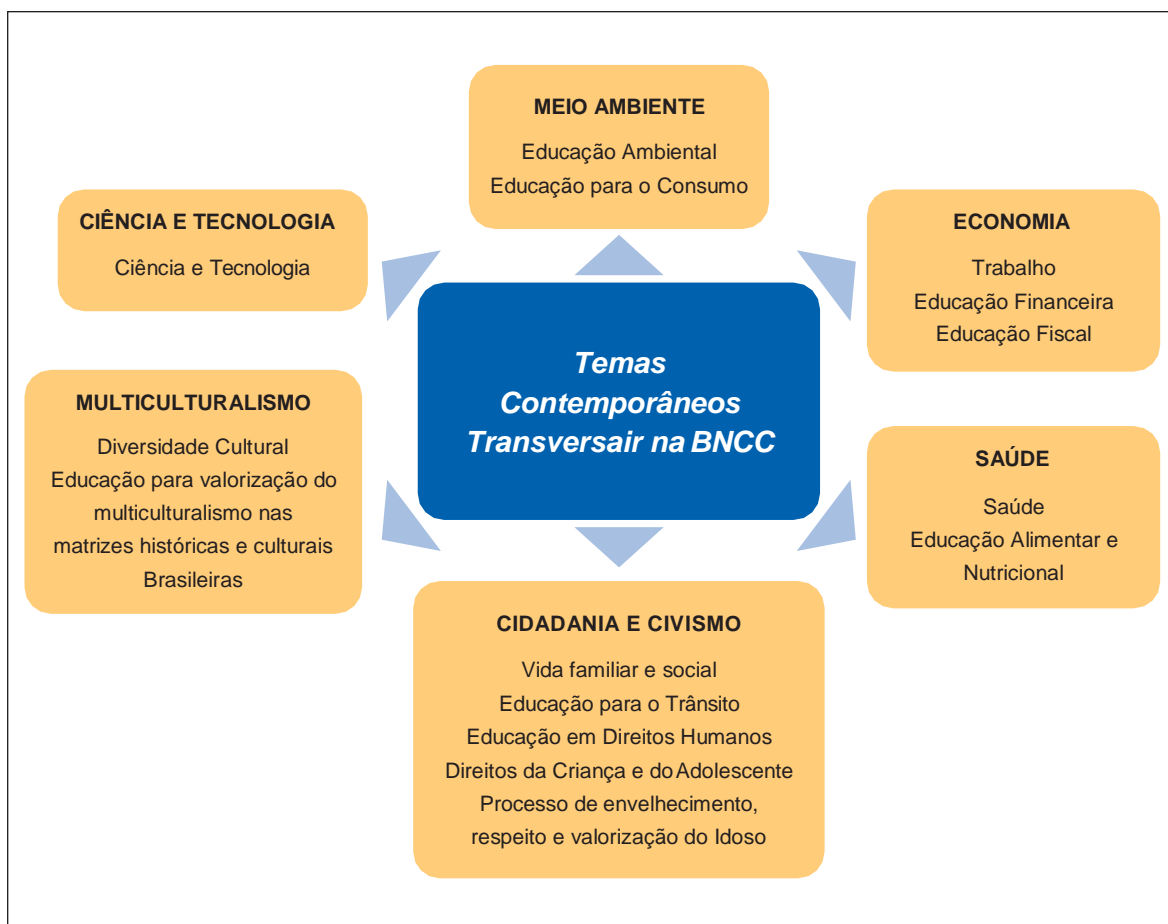 MEIO AMBIENTE
Educação Ambiental
Educação para o Consumo
CIÊNCIA E TECNOLOGIA
Ciência e Tecnologia
ECONOMIA
Trabalho
Educação Financeira
Educação Fiscal
Temas
Contemporâneos
Transversair na BNCC
MULTICULTURALISMO
Diversidade Cultural
Educação para valorização do
multiculturalismo nas
matrizes históricas e culturais
Brasileiras
SAÚDE
Saúde
Educação Alimentar e
Nutricional
CIDADANIA E CIVISMO
Vida familiar e social
Educação para o Trânsito
Educação em Direitos Humanos
Direitos da Criança e do Adolescente
Processo de envelhecimento,
respeito e valorização do Idoso